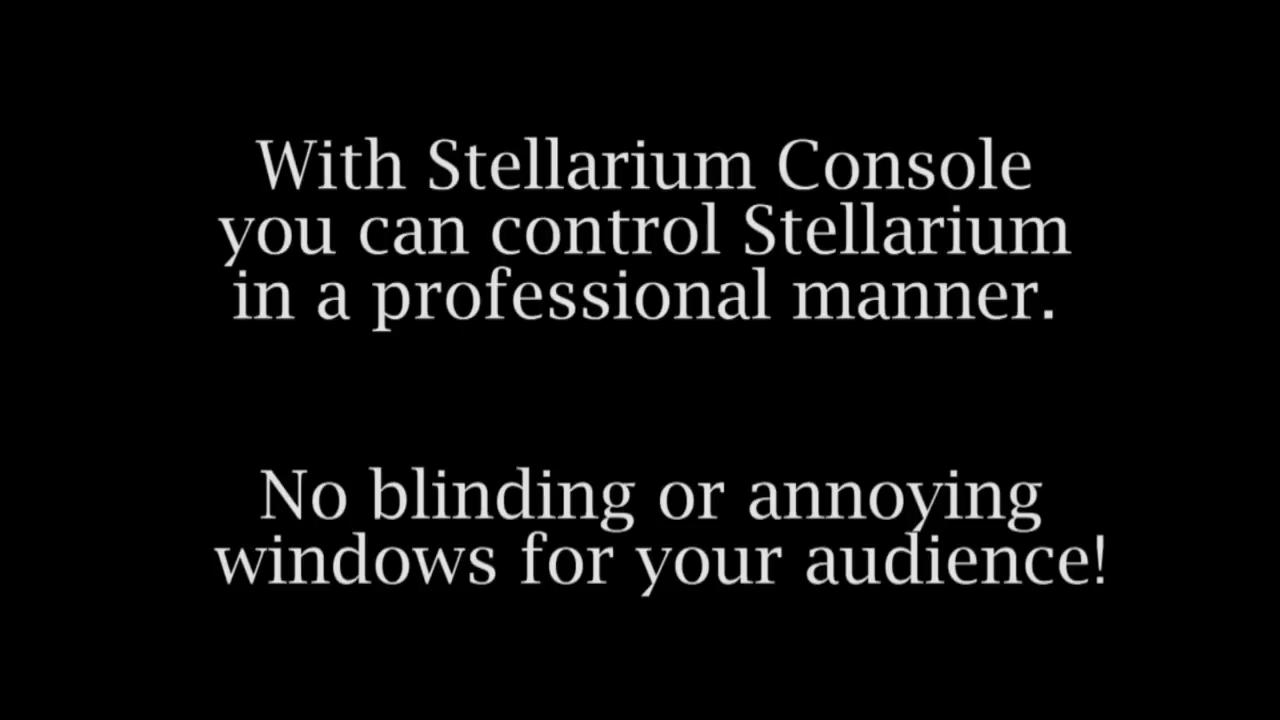 With Stellarium Console
you can control Stellarium
in a professional manner.
No blinding or annoying
windows for your audience!